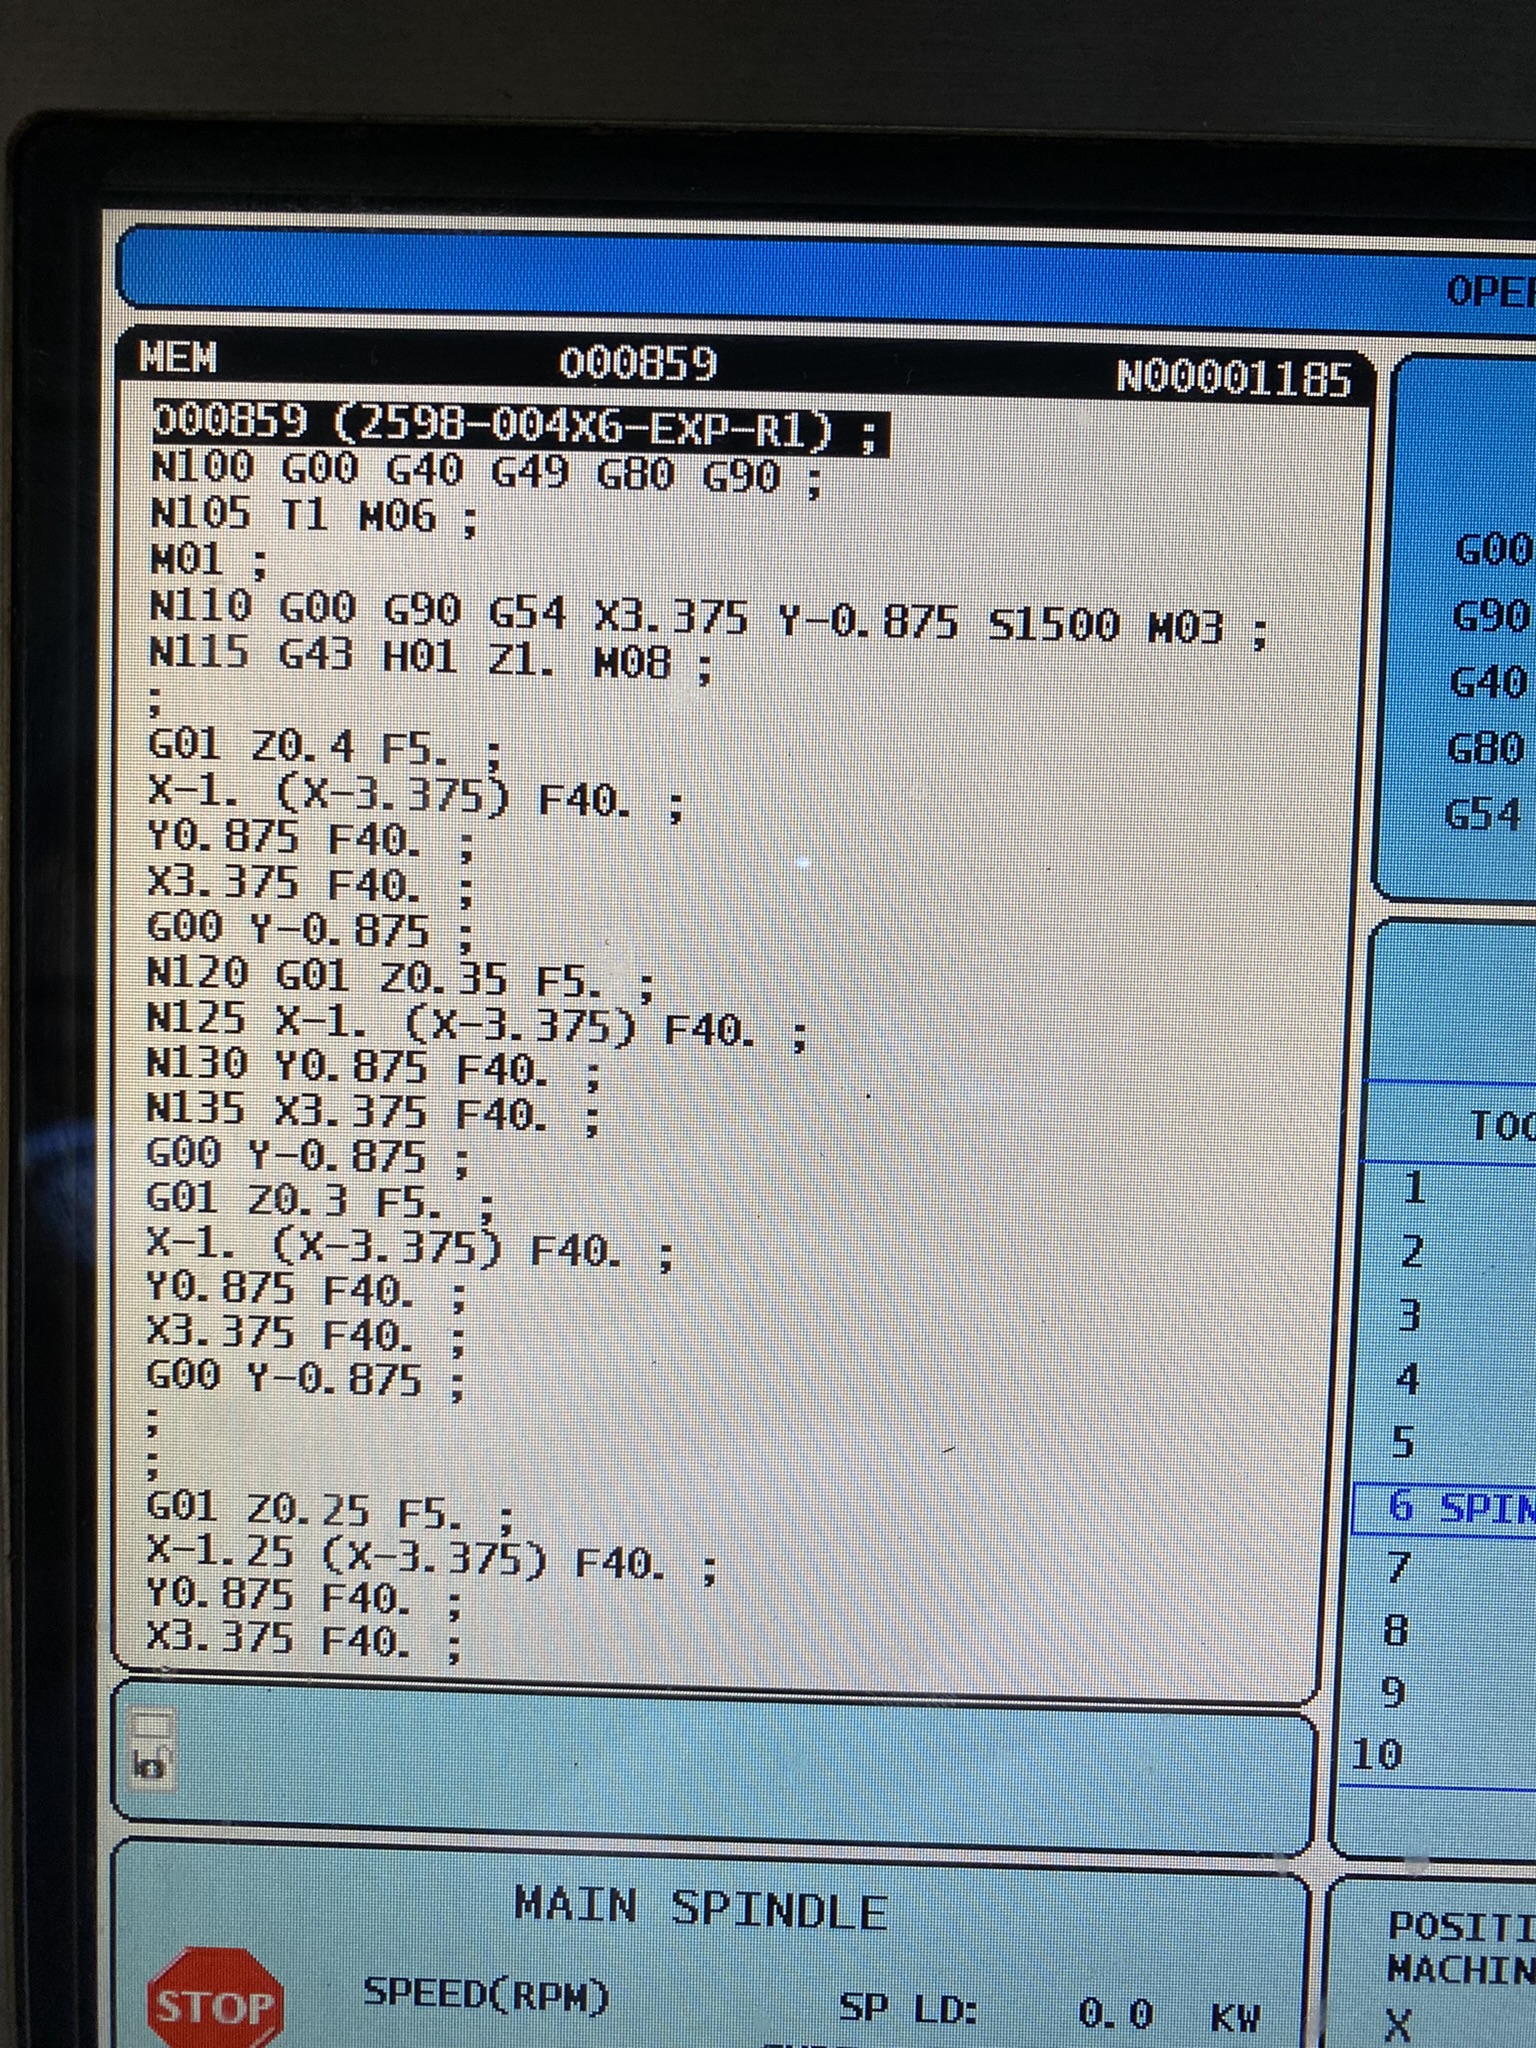 OPE
MEM o00859 N00001185
o00859 (2598-004X6-EXP-R1) ;
N100 G00 G40 G49 G80 G90 ;
N105 T1 M06 ;
M01 ;
N110 G00 G90 G54 X3.375 Y-0.875 S1500 M03 ;
N115 G43 H01 Z1. M08 ;
;
G01 Z0.4 F5. ;
X-1. (X-3.375) F40. ;
Y0.875 F40. ;
X3.375 F40. ;
G00 Y-0.875 ;
N120 G01 Z0.35 F5. ;
N125 X-1. (X-3.375) F40. ;
N130 Y0.875 F40. ;
N135 X3.375 F40. ;
G00 Y-0.875 ;
G01 Z0.3 F5. ;
X-1. (X-3.375) F40. ;
Y0.875 F40. ;
X3.375 F40. ;
G00 Y-0.875 ;
;
;
G01 Z0.25 F5. ;
X-1.25 (X-3.375) F40. ;
Y0.875 F40. ;
X3.375 F40. ;
G00
G90
G40
G80
G54
TOO
1
2
3
4
5
6 SPIN
7
8
9
10
MAIN SPINDLE
STOP
SPEED(RPM)
SP LD: 0.0 KW
POSITI
MACHIN
X